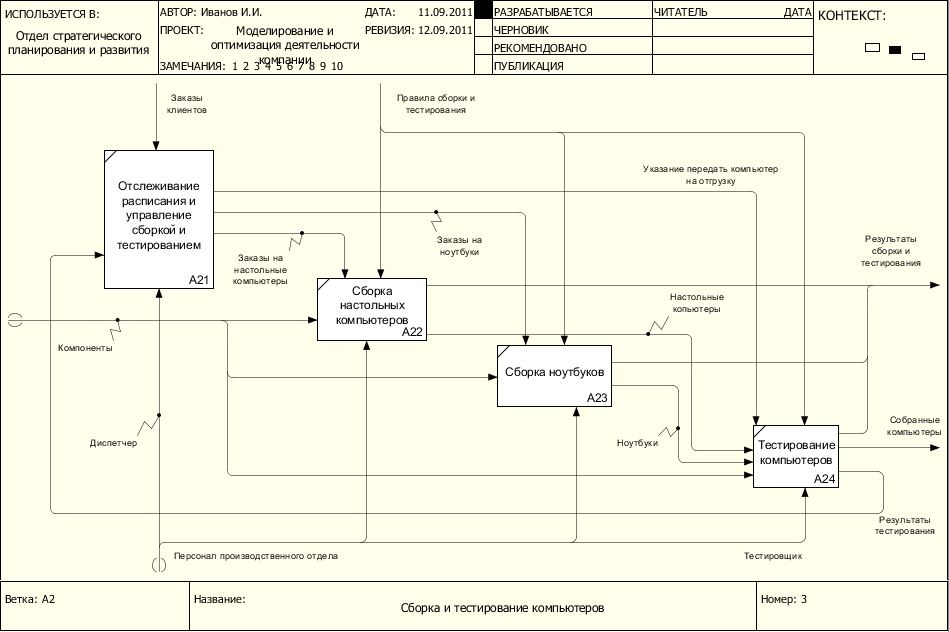 ИСПОЛЬЗУЕТСЯ В:
Отдел стратегического
планирования и развития
АВТОР: Иванов И.И.
ДАТА: 11.09.2011
ПРОЕКТ: Моделирование и
оптимизация деятельности
компании
РЕВИЗИЯ: 12.09.2011
ЗАМЕЧАНИЯ: 1 2 3 4 5 6 7 8 9 10
РАЗРАБАТЫВАЕТСЯ
ЧЕРНОВИК
РЕКОМЕНДОВАНО
ПУБЛИКАЦИЯ
ЧИТАТЕЛЬ ДАТА
КОНТЕКСТ:
Заказы
клиентов
Правила сборки и
тестирования
Указание передать компьютер
на отгрузку
Отслеживание
расписания и
управление
сборкой и
тестированием
A21
Заказы на
ноутбуки
Заказы на
настольные
компьютеры
Результаты
сборки и
тестирования
Сборка
настольных
компьютеров
A22
Настольные
копьютеры
Компоненты
Сборка ноутбуков
A23
Диспетчер
Ноутбуки
Собранные
компьютеры
Тестирование
компьютеров
A24
Результаты
тестирования
Персонал производственного отдела
Тестировщик
Ветка: A2
Название:
Сборка и тестирование компьютеров
Номер: 3